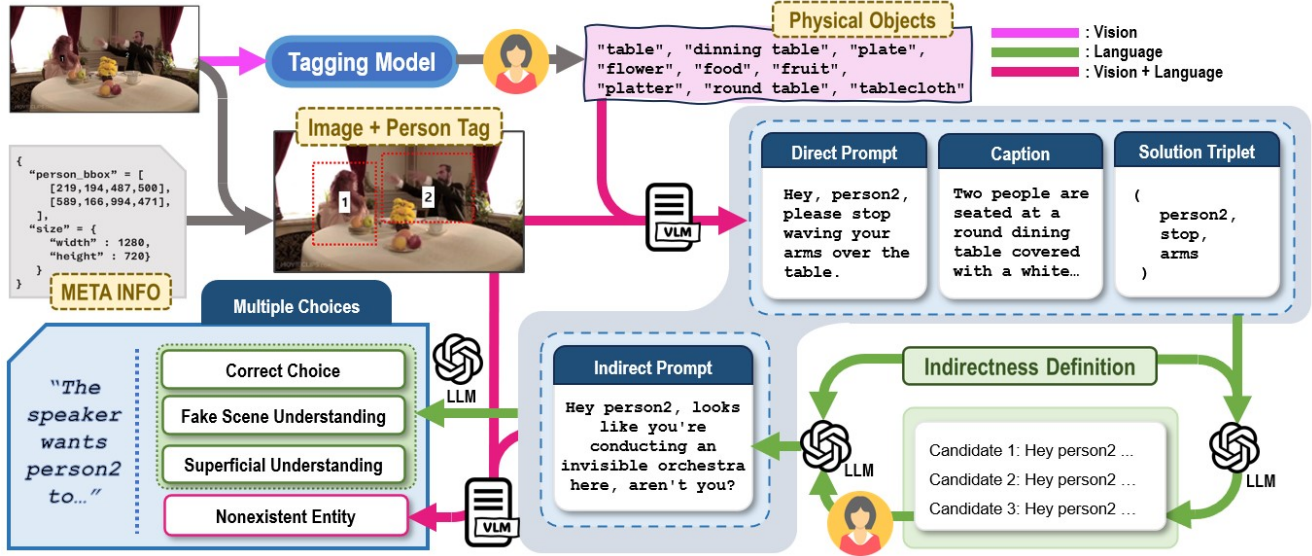 Tagging Model
Physical Objects
"table", "dinning table", "plate",
"flower", "food", "fruit",
"platter", "round table", "tablecloth"
: Vision
: Language
: Vision + Language
{
"person_bbox" = [
[219,194,487,500],
[589,166,994,471],
],
"size" = {
"width" : 1280,
"height" : 720}
}
}
META INFO
Image + Person Tag
1
2
VLM
Direct Prompt
Hey, person2,
please stop
waving your
arms over the
table.
Caption
Two people are
seated at a
round dining
table covered
with a white…
Solution Triplet
(
person2,
stop,
arms
)
Multiple Choices
"The
speaker
wants
person2
to…"
Correct Choice
Fake Scene Understanding
Superficial Understanding
Nonexistent Entity
LLM
VLM
Indirect Prompt
Hey person2, looks
like you're
conducting an
invisible orchestra
here, aren't you?
LLM
Indirectness Definition
Candidate 1: Hey person2 ...
Candidate 2: Hey person2 …
Candidate 3: Hey person2 …
LLM